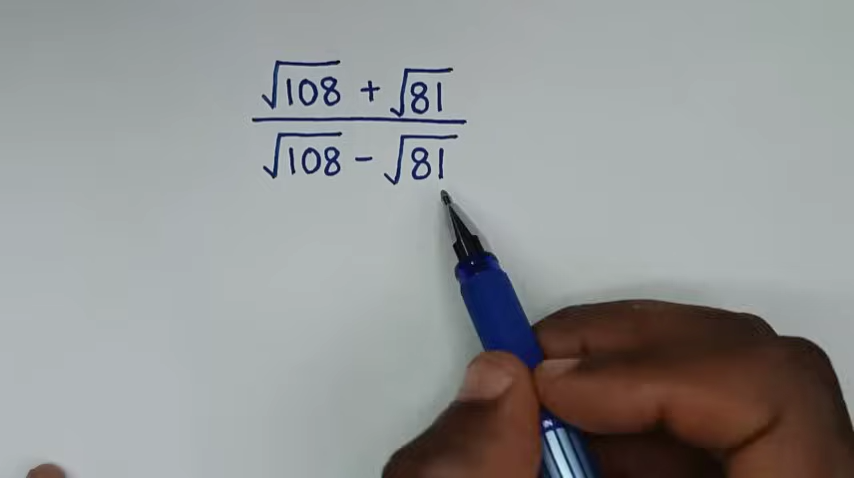 √108 + √81
√108 - √81